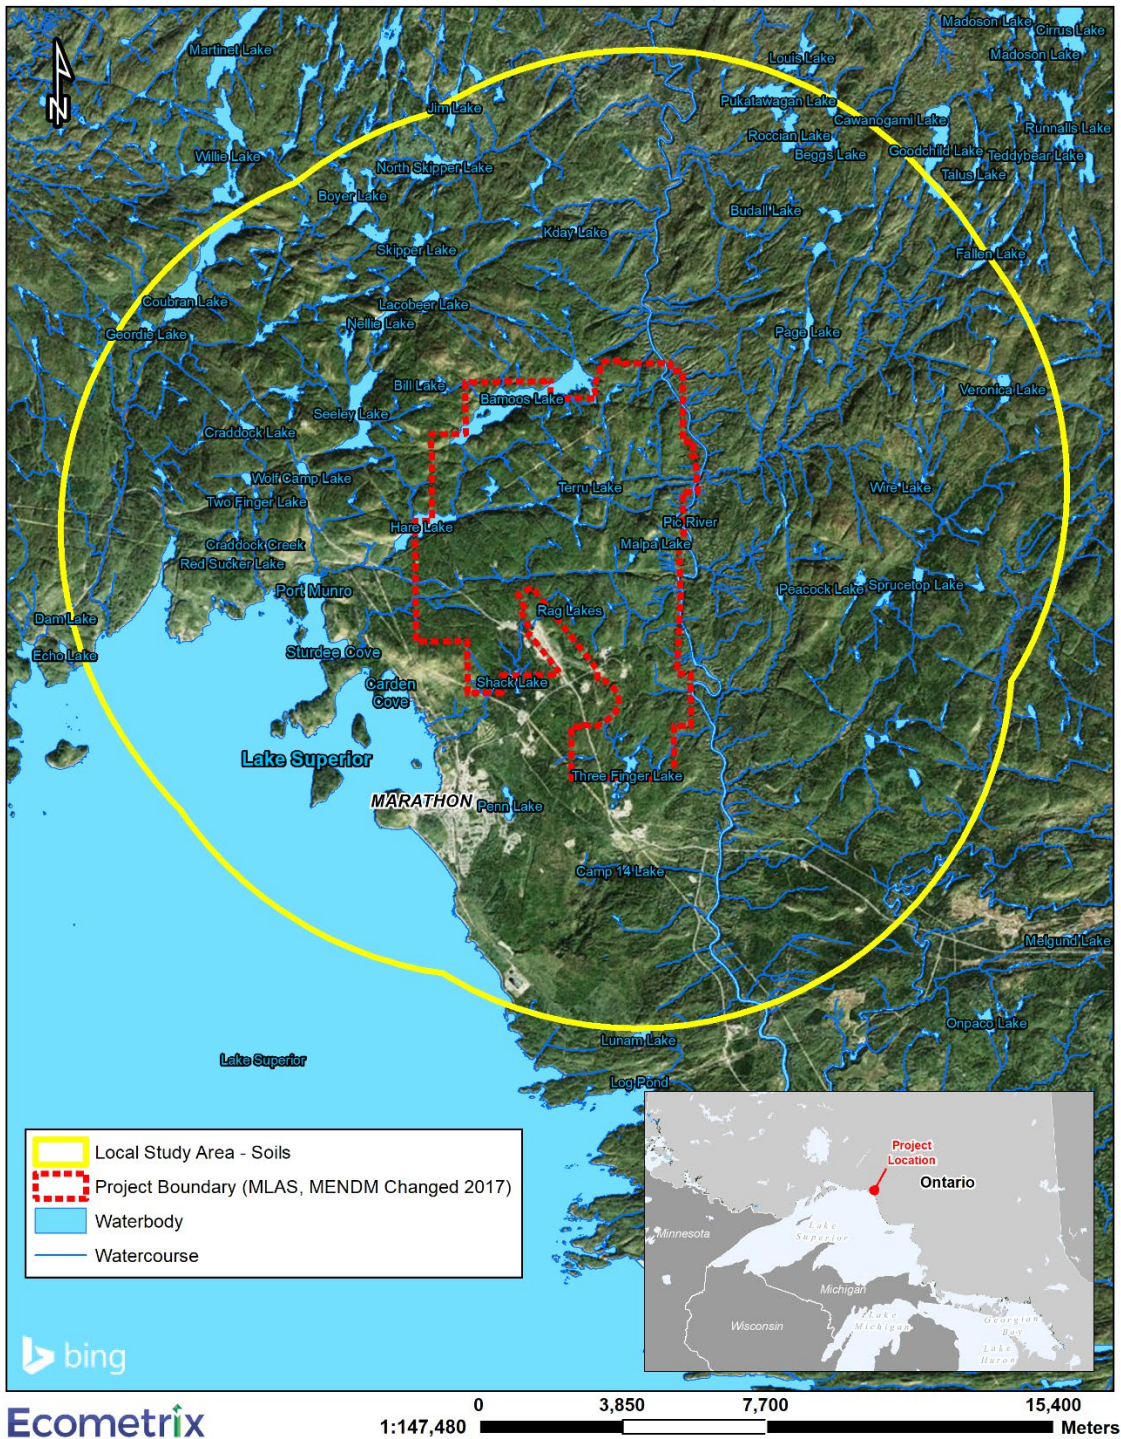 Madoson Lake
Cirrus Lake
Martinet Lake
Louis Lake
Madoson Lake
N
Jim Lake
Pukatawagan Lake
Cawanogami Lake
Roccian Lake
Runnalls Lake
Willie Lake
Beggs Lake
Goodchild Lake
Teddybear Lake
North Skipper Lake
Talus Lake
Boyer Lake
Budall Lake
Kday Lake
Skipper Lake
Fallen Lake
Coubran Lake
Lacobeer Lake
Geordie Lake
Nellie Lake
Page Lake
Bill Lake
Veronica Lake
Bamoos Lake
Seeley Lake
Craddock Lake
Wolf Camp Lake
Terru Lake
Wire Lake
Two Finger Lake
Hare Lake
Pic River
Craddock Creek
Malpa Lake
Red Sucker Lake
Port Munro
Peacock Lake
Sprucetop Lake
Rag Lakes
Dam Lake
Echo Lake
Sturdee Cove
Carden
Cove
Shack Lake
Lake Superior
Three Finger Lake
MARATHON
Penn Lake
Camp 14 Lake
Melgund Lake
Onpaco Lake
Lunam Lake
Lake Superior
Log Pond
Local Study Area - Soils
Project Boundary (MLAS, MENDM Changed 2017)
Waterbody
Watercourse
Project
Location
Ontario
Minnesota
Lake
Superior
Michigan
Wisconsin
Lake
Michigan
Georgian
Bay
Lake
Huron
bing
Ecometrix
1:147,480
0 3,850 7,700 15,400
Meters